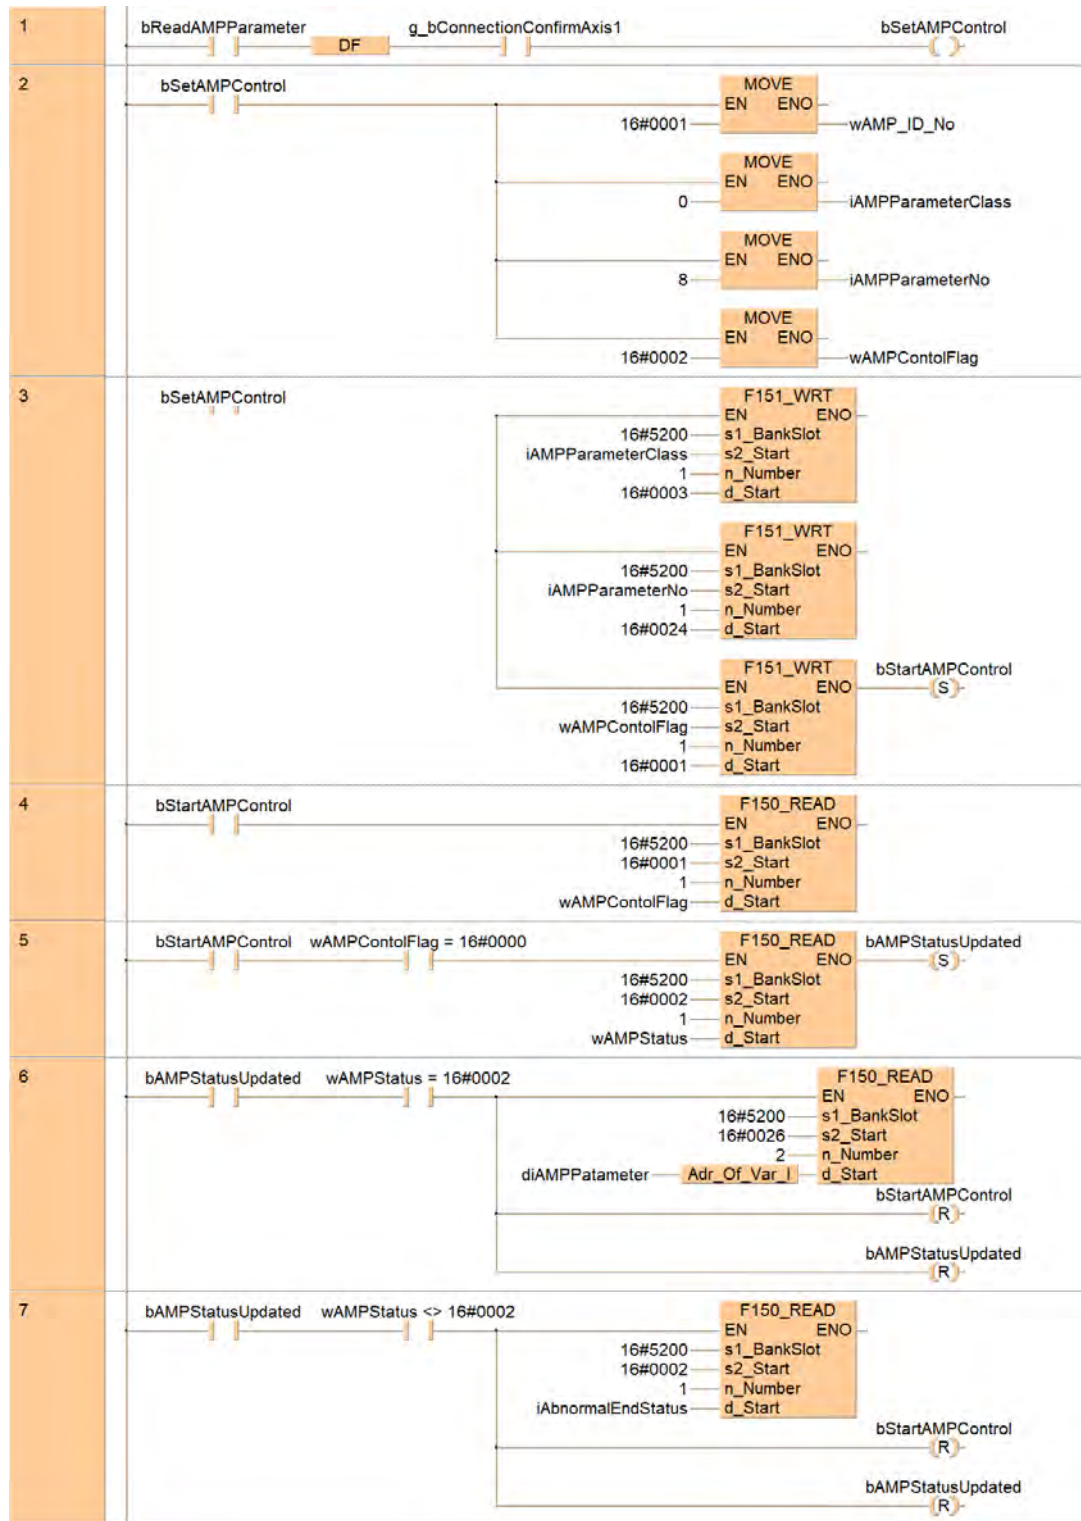 1
bReadAMPParameter DF g_bConnectionConfirmAxis1 bSetAMPControl
2
bSetAMPControl
MOVE
EN ENO
16#0001 wAMP_ID_No
MOVE
EN ENO
0 iAMPParameterClass
MOVE
EN ENO
8 iAMPParameterNo
MOVE
EN ENO
16#0002 wAMPContolFlag
3
bSetAMPControl
F151_WRT
EN ENO
16#5200 s1_BankSlot
iAMPParameterClass s2_Start
1 n_Number
16#0003 d_Start
F151_WRT
EN ENO
16#5200 s1_BankSlot
iAMPParameterNo s2_Start
1 n_Number
16#0024 d_Start
F151_WRT bStartAMPControl
EN ENO (S)
16#5200 s1_BankSlot
wAMPContolFlag s2_Start
1 n_Number
16#0001 d_Start
4
bStartAMPControl
F150_READ
EN ENO
16#5200 s1_BankSlot
16#0001 s2_Start
1 n_Number
wAMPContolFlag d_Start
5
bStartAMPControl wAMPContolFlag = 16#0000 F150_READ bAMPStatusUpdated
EN ENO (S)
16#5200 s1_BankSlot
16#0002 s2_Start
1 n_Number
wAMPStatus d_Start
6
bAMPStatusUpdated wAMPStatus = 16#0002 F150_READ
EN ENO
16#5200 s1_BankSlot
16#0026 s2_Start
2 n_Number
diAMPPatameter Adr_Of_Var_I d_Start
bStartAMPControl
(R)
bAMPStatusUpdated
(R)
7
bAMPStatusUpdated wAMPStatus <> 16#0002 F150_READ
EN ENO
16#5200 s1_BankSlot
16#0002 s2_Start
1 n_Number
iAbnormalEndStatus d_Start
bStartAMPControl
(R)
bAMPStatusUpdated
(R)